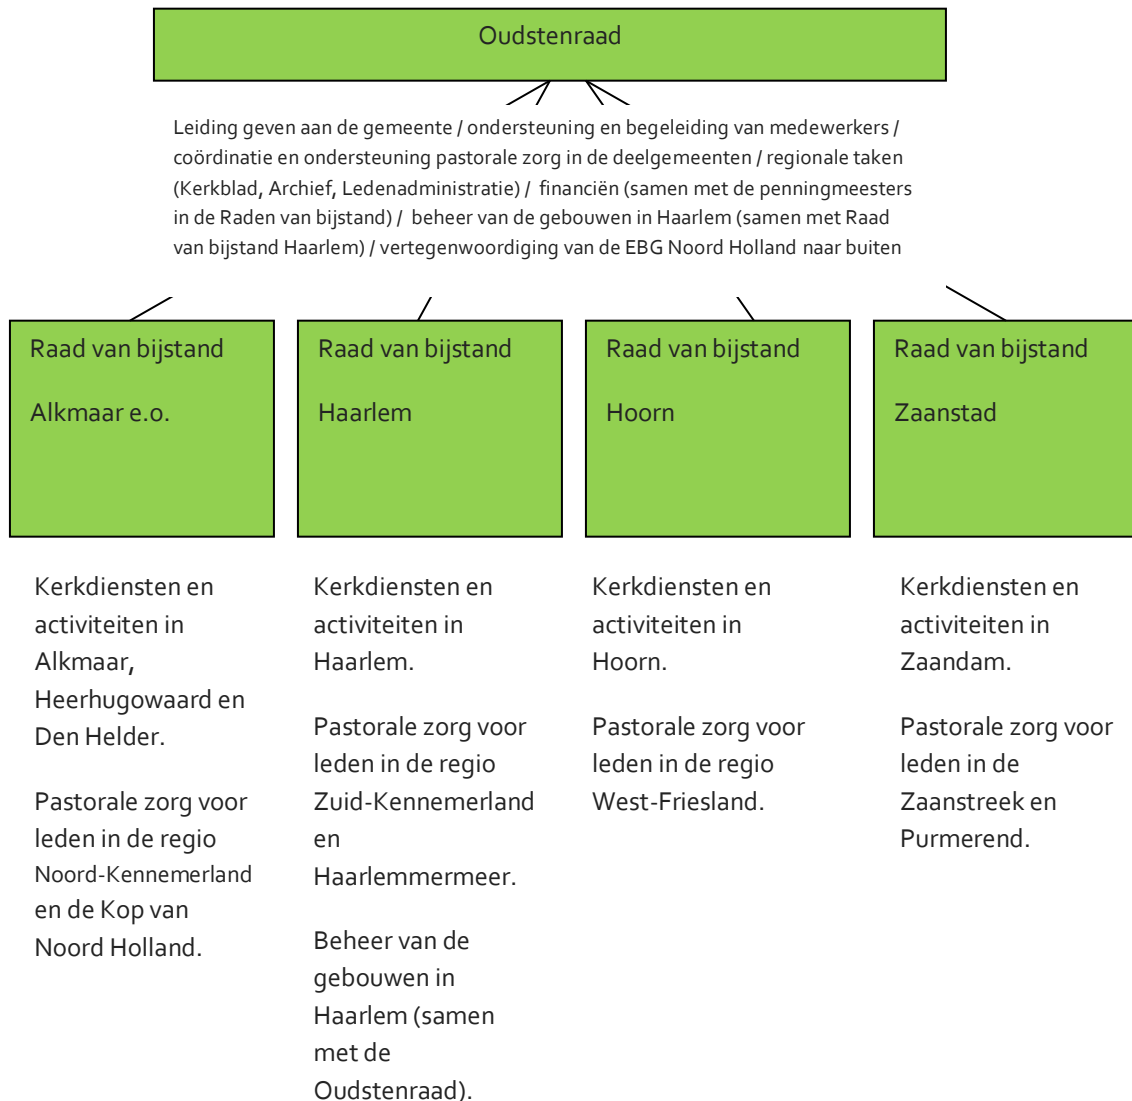 Oudstenraad
Leiding geven aan de gemeente / ondersteuning en begeleiding van medewerkers /
coördinatie en ondersteuning pastorale zorg in de deelgemeenten / regionale taken
(Kerkblad, Archief, Ledenadministratie) / financiën (samen met de penningmeesters
in de Raden van bijstand) / beheer van de gebouwen in Haarlem (samen met Raad
van bijstand Haarlem) / vertegenwoordiging van de EBG Noord Holland naar buiten
Raad van bijstand
Alkmaar e.o.
Raad van bijstand
Haarlem
Raad van bijstand
Hoorn
Raad van bijstand
Zaanstad
Kerkdiensten en
activiteiten in
Alkmaar,
Heerhugowaard en
Den Helder.
Pastorale zorg voor
leden in de regio
Noord-Kennemerland
en de Kop van
Noord Holland.
Kerkdiensten en
activiteiten in
Haarlem.
Pastorale zorg voor
leden in de regio
Zuid-Kennemerland
en
Haarlemmermeer.
Beheer van de
gebouwen in
Haarlem (samen
met de
Oudstenraad).
Kerkdiensten en
activiteiten in
Hoorn.
Pastorale zorg voor
leden in de regio
West-Friesland.
Kerkdiensten en
activiteiten in
Zaandam.
Pastorale zorg voor
leden in de
Zaanstreek en
Purmerend.